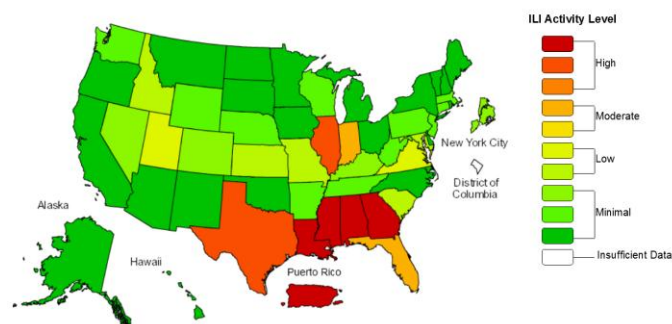 ILI Activity Level
High
Moderate
Low
Minimal
Insufficient Data
New York City
District of
Columbia
Alaska
Hawaii
Puerto Rico